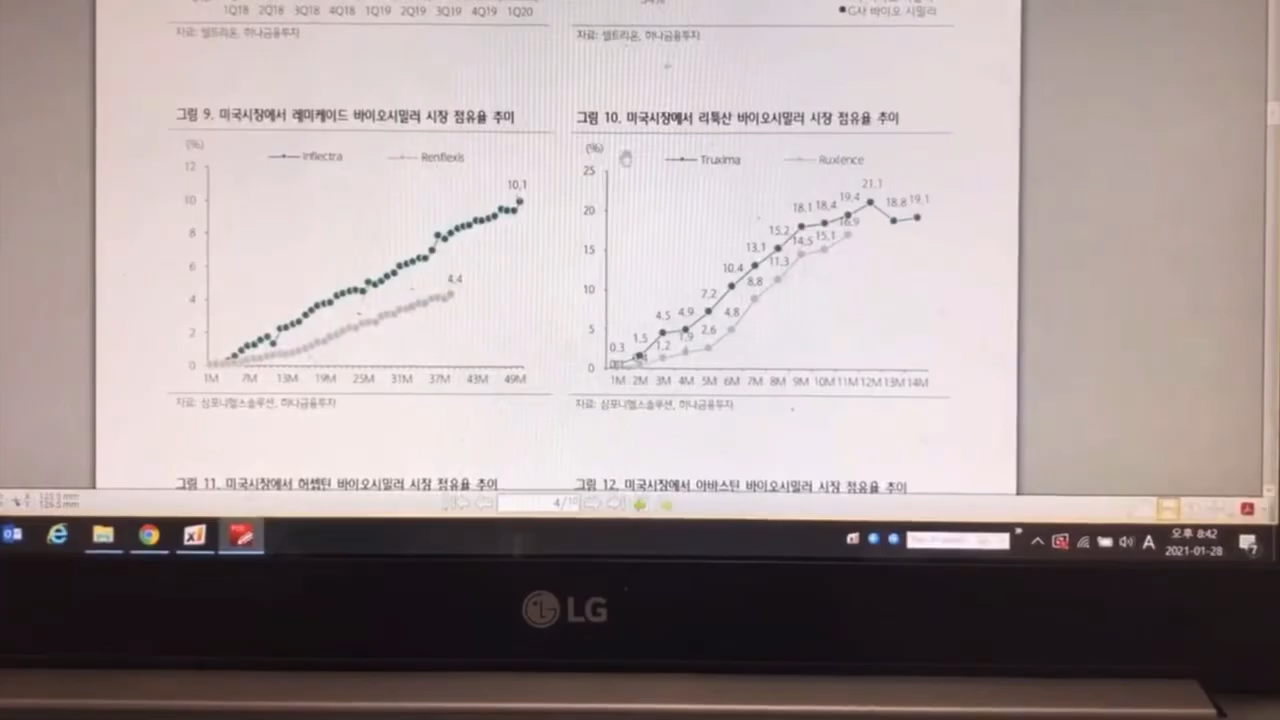 1Q18 2Q18 3Q18 4Q18 1Q19 2Q19 3Q19 4Q19 1Q20
자료: 셀트리온, 하나금융투자
54%
●C사 바이오 시밀러
자료: 셀트리온, 하나금융투자
그림 9. 미국시장에서 레미케이드 바이오시밀러 시장 점유율 추이
(%)
Inflectra Renflexis
12
10
8
6
4
2
0
10.1
4.4
1M 7M 13M 19M 25M 31M 37M 43M 49M
자료: 심포니헬스솔루션, 하나금융투자
그림 10. 미국시장에서 리툭산 바이오시밀러 시장 점유율 추이
(%)
Truxima Ruxience
25
20
15
10
5
0
0.3 1.5 4.5 4.9 7.2 10.4 13.1 15.2 18.1 18.4 19.4 21.1 18.8 19.1
1.2 1.9 2.6 4.8 8.8 11.3 14.5 15.1 16.9
1M 2M 3M 4M 5M 6M 7M 8M 9M 10M 11M 12M 13M 14M
자료: 심포니헬스솔루션, 하나금융투자
그림 11. 미국시장에서 허셉틴 바이오시밀러 시장 점유율 추이
그림 12. 미국시장에서 아바스틴 바이오시밀러 시장 점유율 추이
4/10
A
오후 8:42
2021-01-28
7
LG